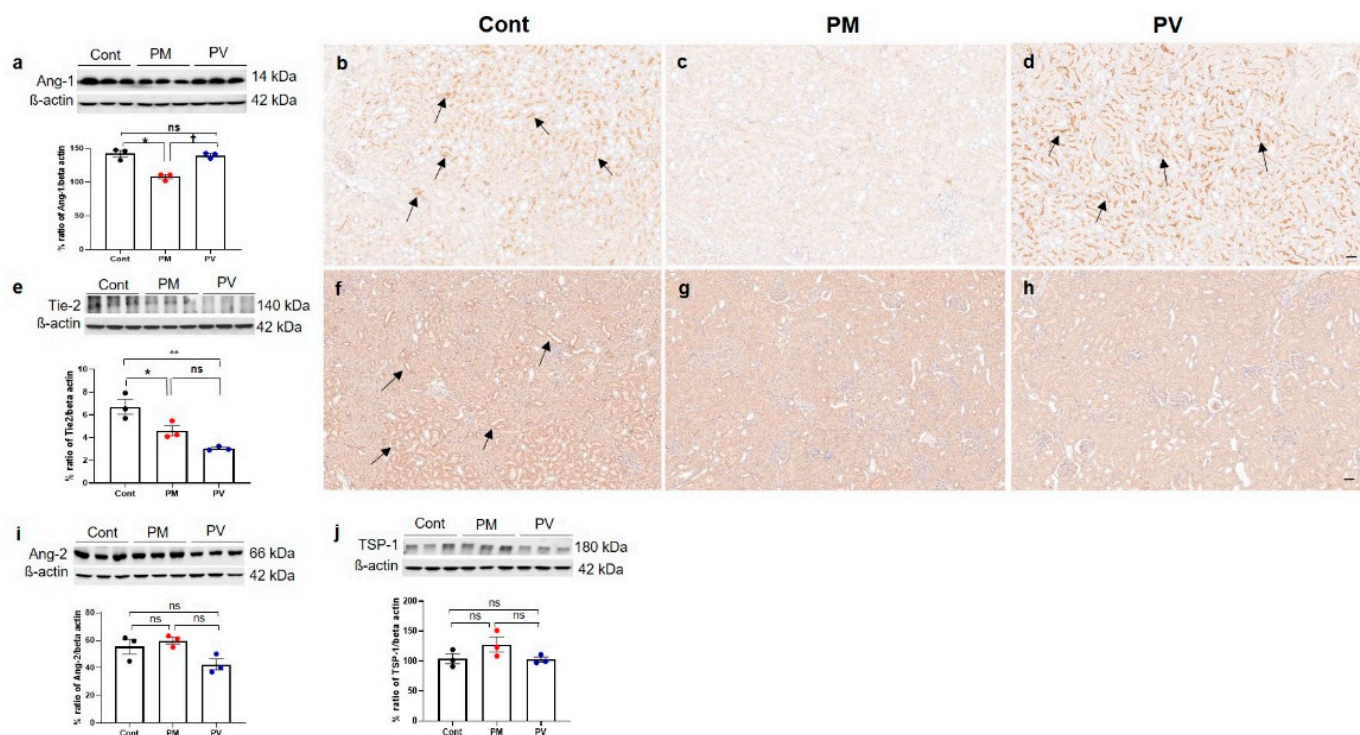 Cont PM PV
a
Cont PM PV
Ang-1 14 kDa
ß-actin 42 kDa
ns
* †
% ratio of Ang-1/beta actin
150
100
50
0
Cont PM PV
b
c
d
e
Cont PM PV
Tie-2 140 kDa
ß-actin 42 kDa
**
* ns
% ratio of Tie2/beta actin
10
8
6
4
2
0
Cont PM PV
f
g
h
i
Cont PM PV
Ang-2 66 kDa
ß-actin 42 kDa
ns
ns ns
% ratio of Ang-2/beta actin
80
60
40
20
0
Cont PM PV
j
Cont PM PV
TSP-1 180 kDa
ß-actin 42 kDa
ns
ns ns
% ratio of TSP-1/beta actin
200
150
100
50
0
Cont PM PV